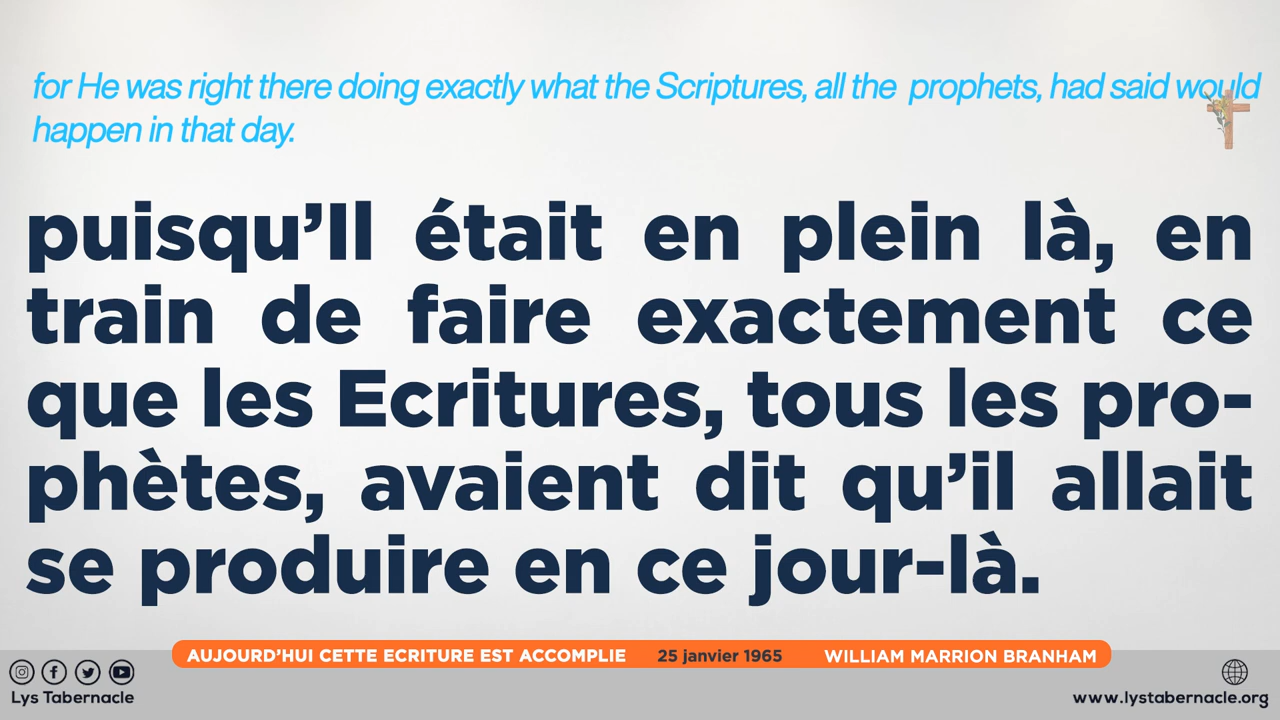 for He was right there doing exactly what the Scriptures, all the prophets, had said would
happen in that day.
puisqu’Il était en plein là, en
train de faire exactement ce
que les Ecritures, tous les pro-
phètes, avaient dit qu’il allait
se produire en ce jour-là.
AUJOURD’HUI CETTE ECRITURE EST ACCOMPLIE 25 janvier 1965 WILLIAM MARRION BRANHAM
Lys Tabernacle
www.lystabernacle.org